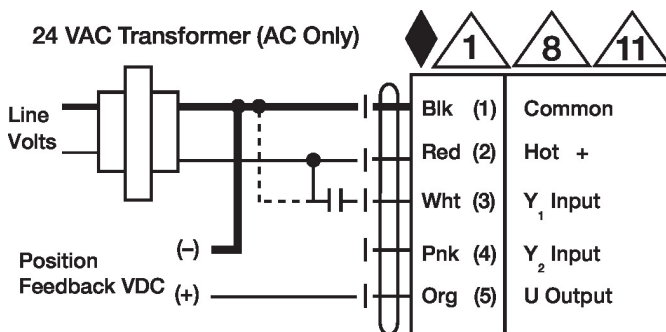 24 VAC Transformer (AC Only)
1 8 11
Line
Volts
Blk (1) Common
Red (2) Hot +
Wht (3) Y1 Input
Pnk (4) Y2 Input
Org (5) U Output
Position
Feedback VDC
(–)
(+)